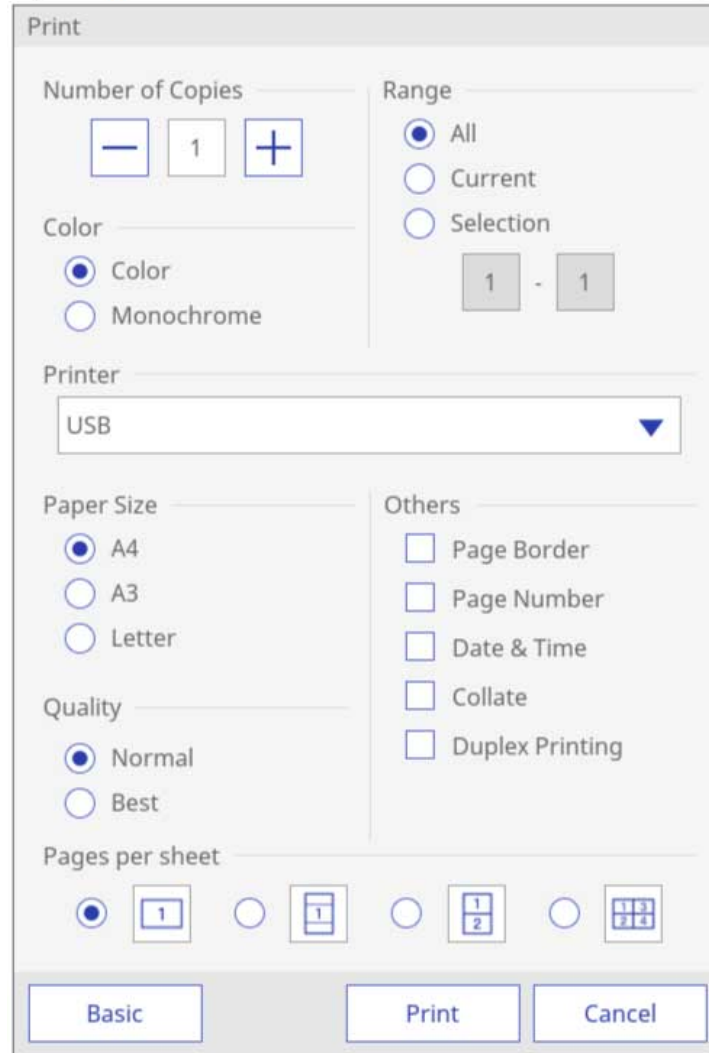 Print
Number of Copies
1
Color
Color
Monochrome
Range
All
Current
Selection
1 - 1
Printer
USB
Paper Size
A4
A3
Letter
Quality
Normal
Best
Others
Page Border
Page Number
Date & Time
Collate
Duplex Printing
Pages per sheet
1
1
1
2
1 3
2 4
Basic
Print
Cancel